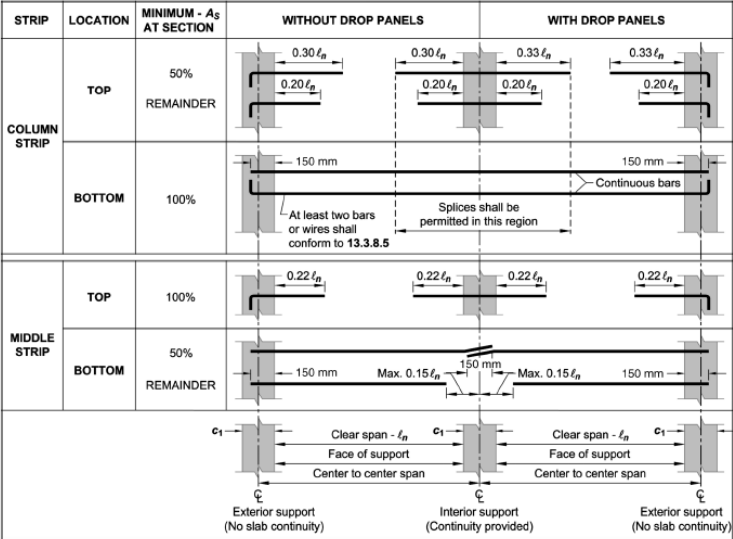 STRIP
LOCATION
MINIMUM - As
AT SECTION
WITHOUT DROP PANELS
WITH DROP PANELS
COLUMN
STRIP
TOP
50%
REMAINDER
0.30 ℓn
0.30 ℓn
0.33 ℓn
0.33 ℓn
0.20 ℓn
0.20 ℓn
0.20 ℓn
0.20 ℓn
BOTTOM
100%
150 mm
150 mm
Continuous bars
At least two bars
or wires shall
conform to 13.3.8.5
Splices shall be
permitted in this region
MIDDLE
STRIP
TOP
100%
0.22 ℓn
0.22 ℓn
0.22 ℓn
0.22 ℓn
BOTTOM
50%
REMAINDER
150 mm
150 mm
Max. 0.15 ℓn
Max. 0.15 ℓn
150 mm
c1
Clear span - ℓn
Face of support
Center to center span
Clear span - ℓn
Face of support
Center to center span
c1
℄
Exterior support
(No slab continuity)
℄
Interior support
(Continuity provided)
℄
Exterior support
(No slab continuity)